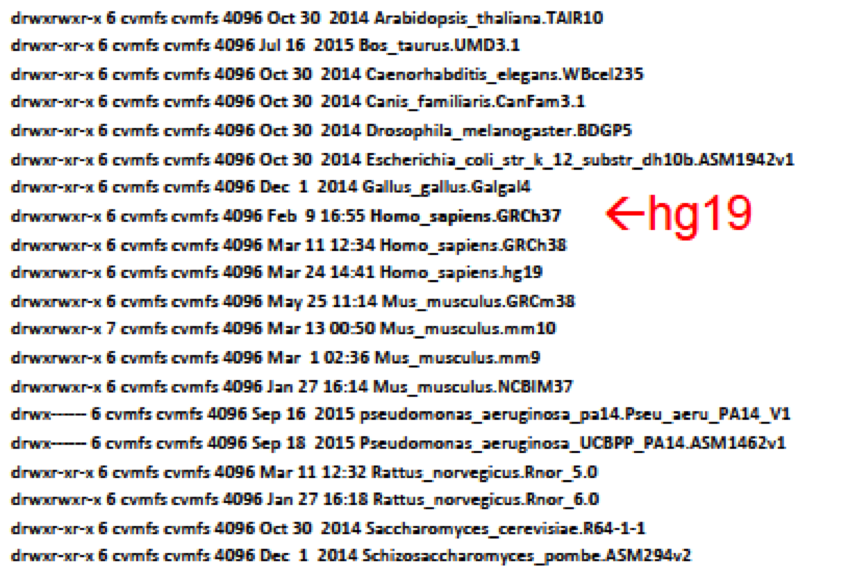 drwxrwxr-x 6 cvmfs cvmfs 4096 Oct 30 2014 Arabidopsis_thaliana.TAIR10
drwxr-xr-x 6 cvmfs cvmfs 4096 Jul 16 2015 Bos_taurus.UMD3.1
drwxr-xr-x 6 cvmfs cvmfs 4096 Oct 30 2014 Caenorhabditis_elegans.WBcel235
drwxr-xr-x 6 cvmfs cvmfs 4096 Oct 30 2014 Canis_familiaris.CanFam3.1
drwxr-xr-x 6 cvmfs cvmfs 4096 Oct 30 2014 Drosophila_melanogaster.BDGP5
drwxr-xr-x 6 cvmfs cvmfs 4096 Oct 30 2014 Escherichia_coli_str_k_12_substr_dh10b.ASM1942v1
drwxr-xr-x 6 cvmfs cvmfs 4096 Dec 1 2014 Gallus_gallus.Galgal4
drwxrwxr-x 6 cvmfs cvmfs 4096 Feb 9 16:55 Homo_sapiens.GRCh37 ←hg19
drwxrwxr-x 6 cvmfs cvmfs 4096 Mar 11 12:34 Homo_sapiens.GRCh38
drwxrwxr-x 6 cvmfs cvmfs 4096 Mar 24 14:41 Homo_sapiens.hg19
drwxrwxr-x 6 cvmfs cvmfs 4096 May 25 11:14 Mus_musculus.GRCm38
drwxrwxr-x 7 cvmfs cvmfs 4096 Mar 13 00:50 Mus_musculus.mm10
drwxrwxr-x 6 cvmfs cvmfs 4096 Mar 1 02:36 Mus_musculus.mm9
drwxrwxr-x 6 cvmfs cvmfs 4096 Jan 27 16:14 Mus_musculus.NCBIM37
drwx------ 6 cvmfs cvmfs 4096 Sep 16 2015 pseudomonas_aeruginosa_pa14.Pseu_aeru_PA14_V1
drwx------ 6 cvmfs cvmfs 4096 Sep 18 2015 Pseudomonas_aeruginosa_UCBPP_PA14.ASM1462v1
drwxr-xr-x 6 cvmfs cvmfs 4096 Mar 11 12:32 Rattus_norvegicus.Rnor_5.0
drwxrwxr-x 6 cvmfs cvmfs 4096 Jan 27 16:18 Rattus_norvegicus.Rnor_6.0
drwxr-xr-x 6 cvmfs cvmfs 4096 Oct 30 2014 Saccharomyces_cerevisiae.R64-1-1
drwxr-xr-x 6 cvmfs cvmfs 4096 Dec 1 2014 Schizosaccharomyces_pombe.ASM294v2